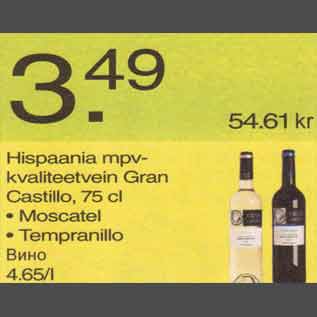 3.49
54.61 kr
Hispaania mpv-
kvaliteetvein Gran
Castillo, 75 cl
• Moscatel
• Tempranillo
Вино
4.65/l